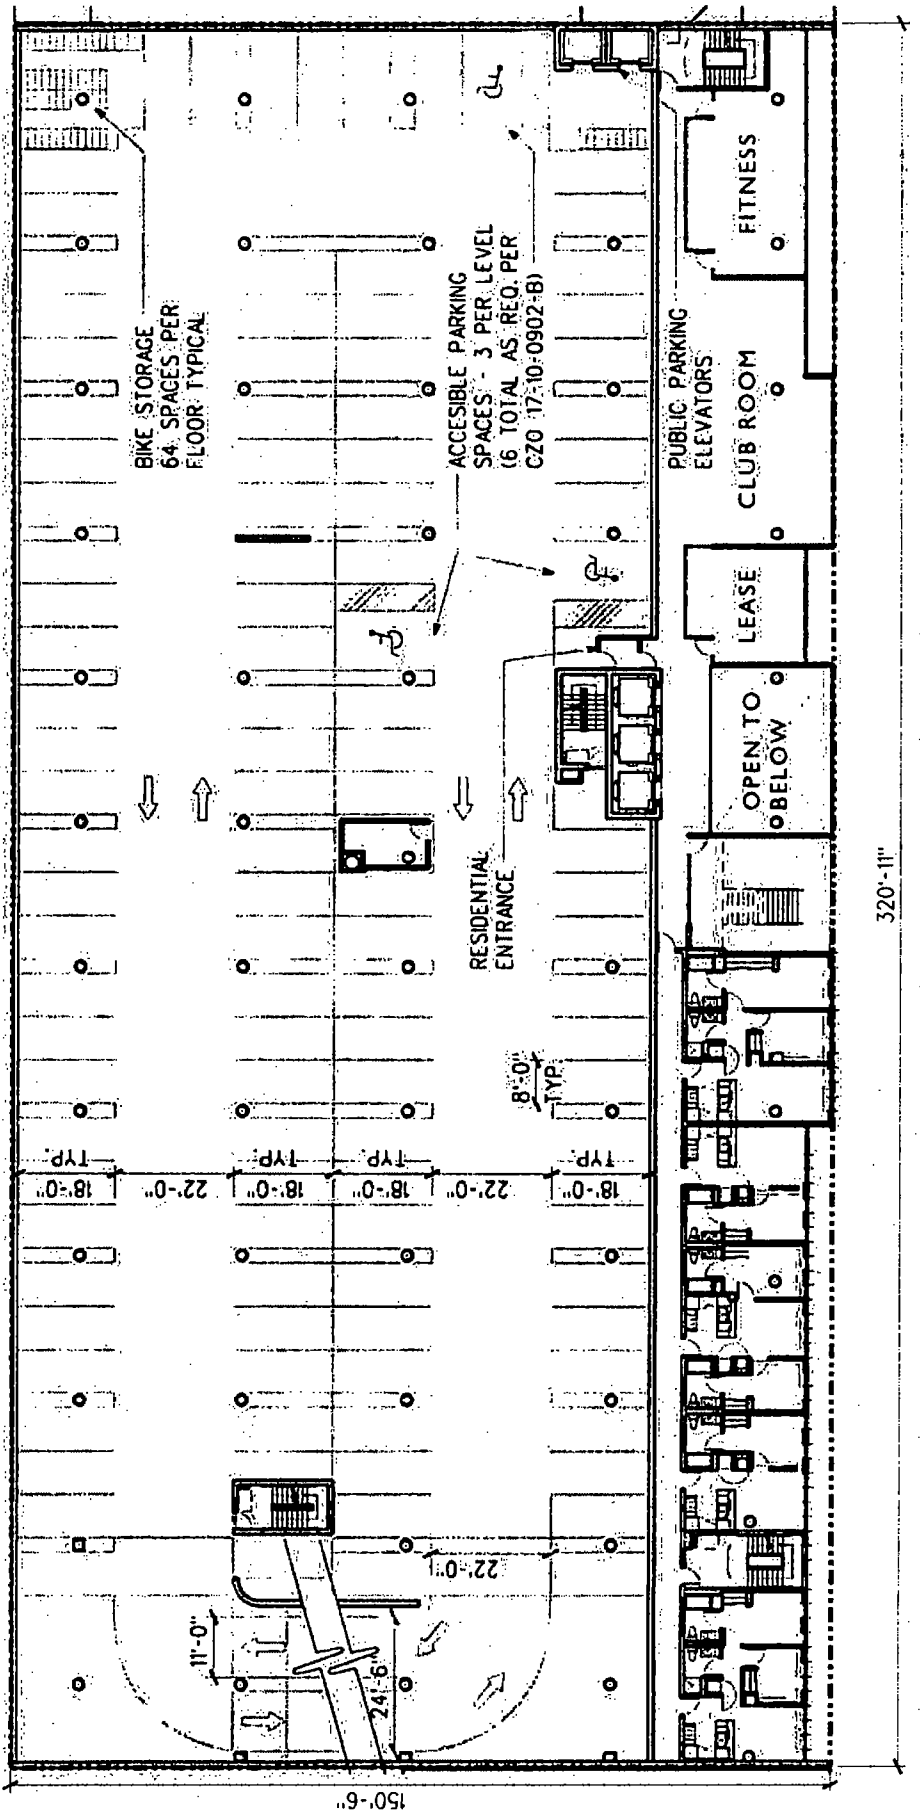 BIKE STORAGE
64 SPACES PER
FLOOR TYPICAL
ACCESIBLE PARKING
SPACES - 3 PER LEVEL
(6 TOTAL AS REQ. PER
CZO 17-10-0902-B)
PUBLIC PARKING
ELEVATORS
FITNESS
CLUB ROOM
LEASE
OPEN TO
BELOW
RESIDENTIAL
ENTRANCE
8'-0"
TYP
18'-0"
TYP.
22'-0"
18'-0"
TYP.
18'-0"
TYP.
22'-0"
18'-0"
TYP.
22'-0"
11'-0"
24'-6"
320'-11"
150'-6"